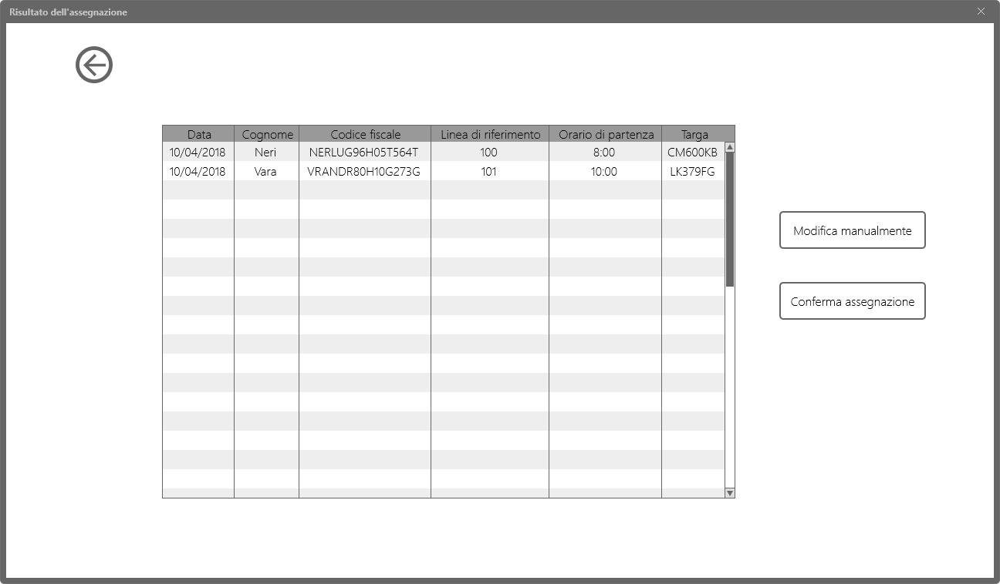 Risultato dell'assegnazione
Data Cognome Codice fiscale Linea di riferimento Orario di partenza Targa
10/04/2018 Neri NERLUG96H05T564T 100 8:00 CM600KB
10/04/2018 Vara VRANDR80H10G273G 101 10:00 LK379FG
Modifica manualmente
Conferma assegnazione